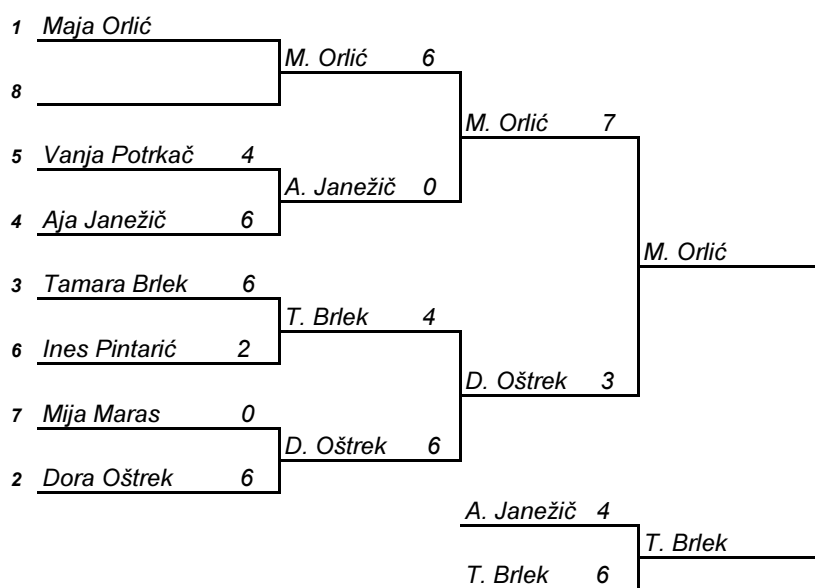 1 Maja Orlić
M. Orlić 6
8
M. Orlić 7
5 Vanja Potrkač 4
A. Janežič 0
4 Aja Janežič 6
M. Orlić
3 Tamara Brlek 6
T. Brlek 4
6 Ines Pintarić 2
D. Oštrek 3
7 Mija Maras 0
D. Oštrek 6
2 Dora Oštrek 6
A. Janežič 4
T. Brlek
T. Brlek 6